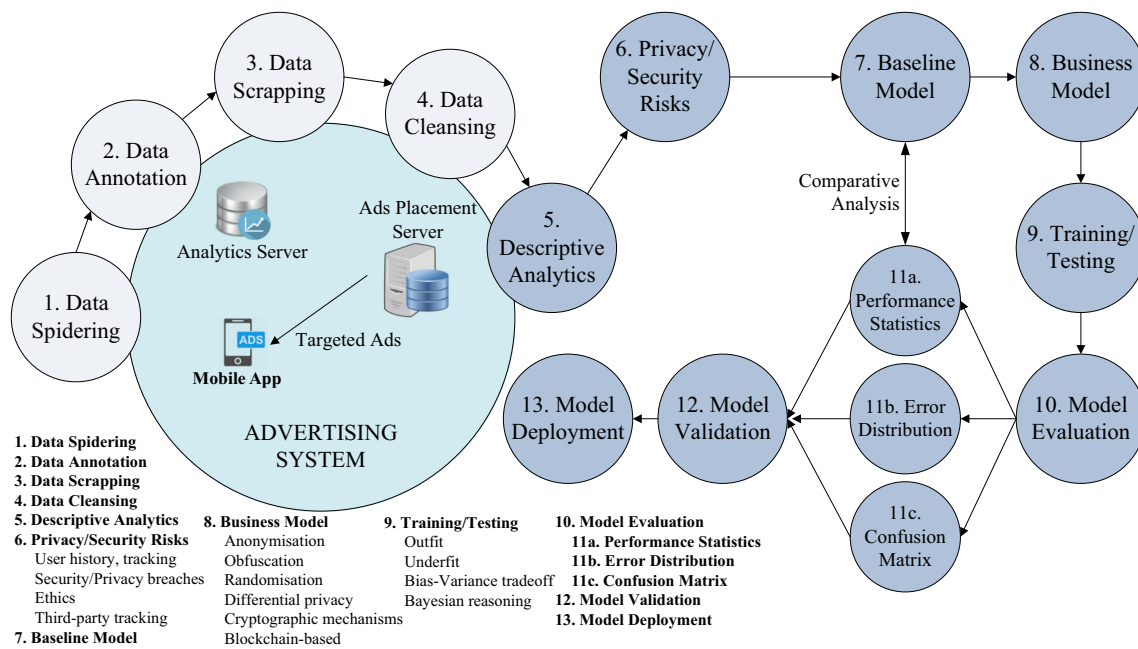 3. Data
Scrapping
4. Data
Cleansing
2. Data
Annotation
1. Data
Spidering
5.
Descriptive
Analytics
6. Privacy/
Security
Risks
7. Baseline
Model
8. Business
Model
Comparative
Analysis
9. Training/
Testing
11a.
Performance
Statistics
11b. Error
Distribution
11c.
Confusion
Matrix
10. Model
Evaluation
12. Model
Validation
13. Model
Deployment
Analytics Server
Ads Placement
Server
ADS
Targeted Ads
Mobile App
ADVERTISING
SYSTEM
1. Data Spidering
2. Data Annotation
3. Data Scrapping
4. Data Cleansing
5. Descriptive Analytics
6. Privacy/Security Risks
User history, tracking
Security/Privacy breaches
Ethics
Third-party tracking
7. Baseline Model
8. Business Model
Anonymisation
Obfuscation
Randomisation
Differential privacy
Cryptographic mechanisms
Blockchain-based
9. Training/Testing
Outfit
Underfit
Bias-Variance tradeoff
Bayesian reasoning
10. Model Evaluation
11a. Performance Statistics
11b. Error Distribution
11c. Confusion Matrix
12. Model Validation
13. Model Deployment